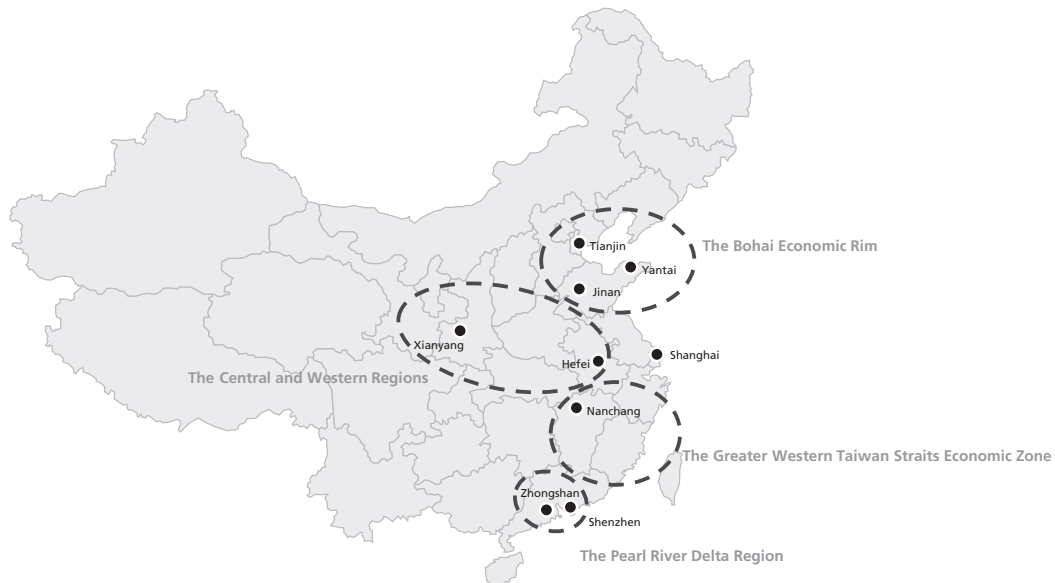 Tianjin
The Bohai Economic Rim
Yantai
Jinan
Xianyang
Shanghai
Hefei
The Central and Western Regions
Nanchang
The Greater Western Taiwan Straits Economic Zone
Zhongshan
Shenzhen
The Pearl River Delta Region